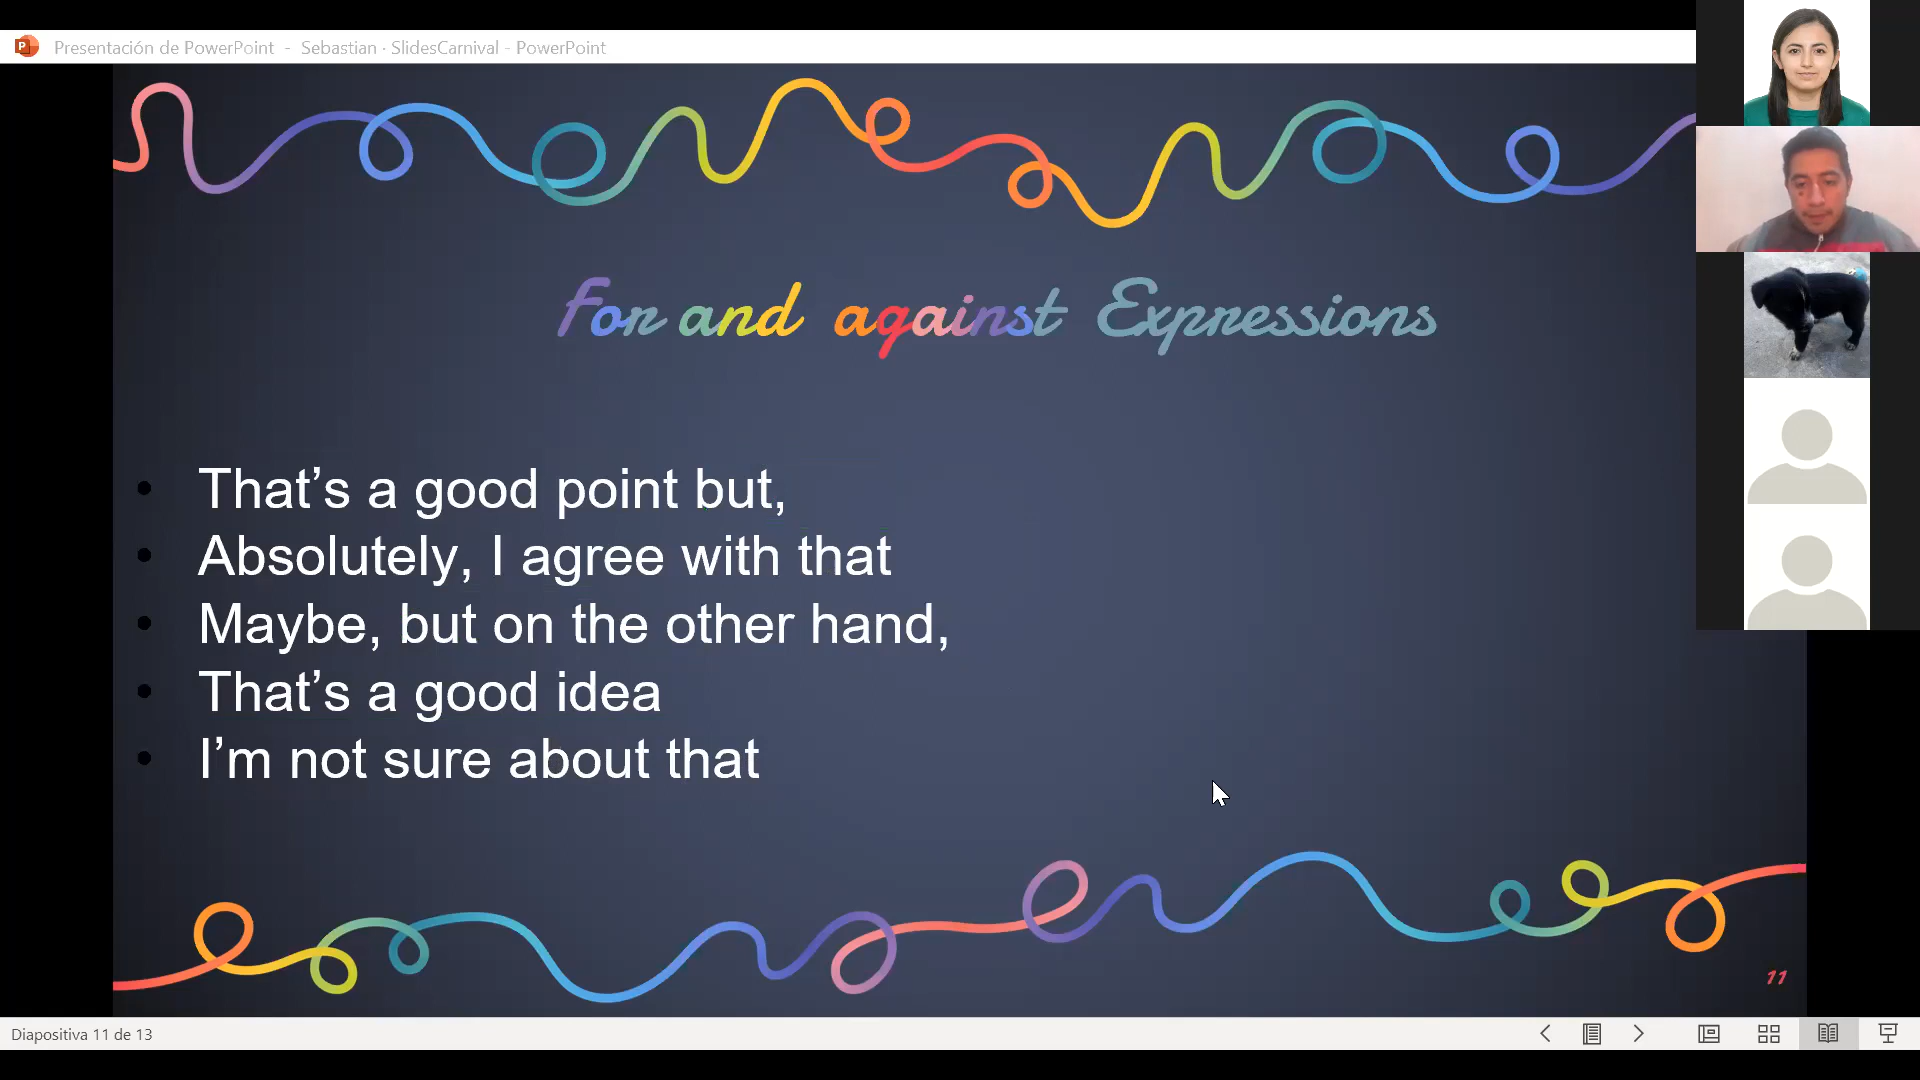 Presentación de PowerPoint - Sebastian · SlidesCarnival - PowerPoint
For and against Expressions
• That’s a good point but,
• Absolutely, I agree with that
• Maybe, but on the other hand,
• That’s a good idea
• I’m not sure about that
11
Diapositiva 11 de 13